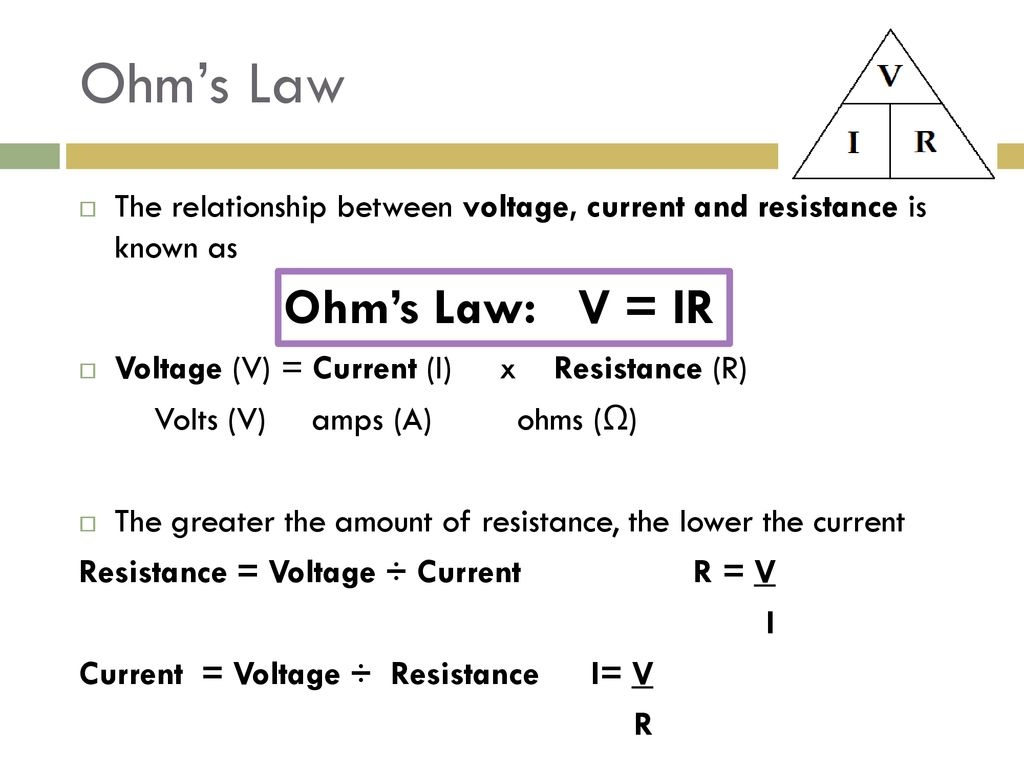 Ohm’s Law
V
I R
□ The relationship between voltage, current and resistance is
known as
Ohm’s Law: V = IR
□ Voltage (V) = Current (I) x Resistance (R)
Volts (V) amps (A) ohms (Ω)
□ The greater the amount of resistance, the lower the current
Resistance = Voltage ÷ Current R = V
I
Current = Voltage ÷ Resistance I= V
R